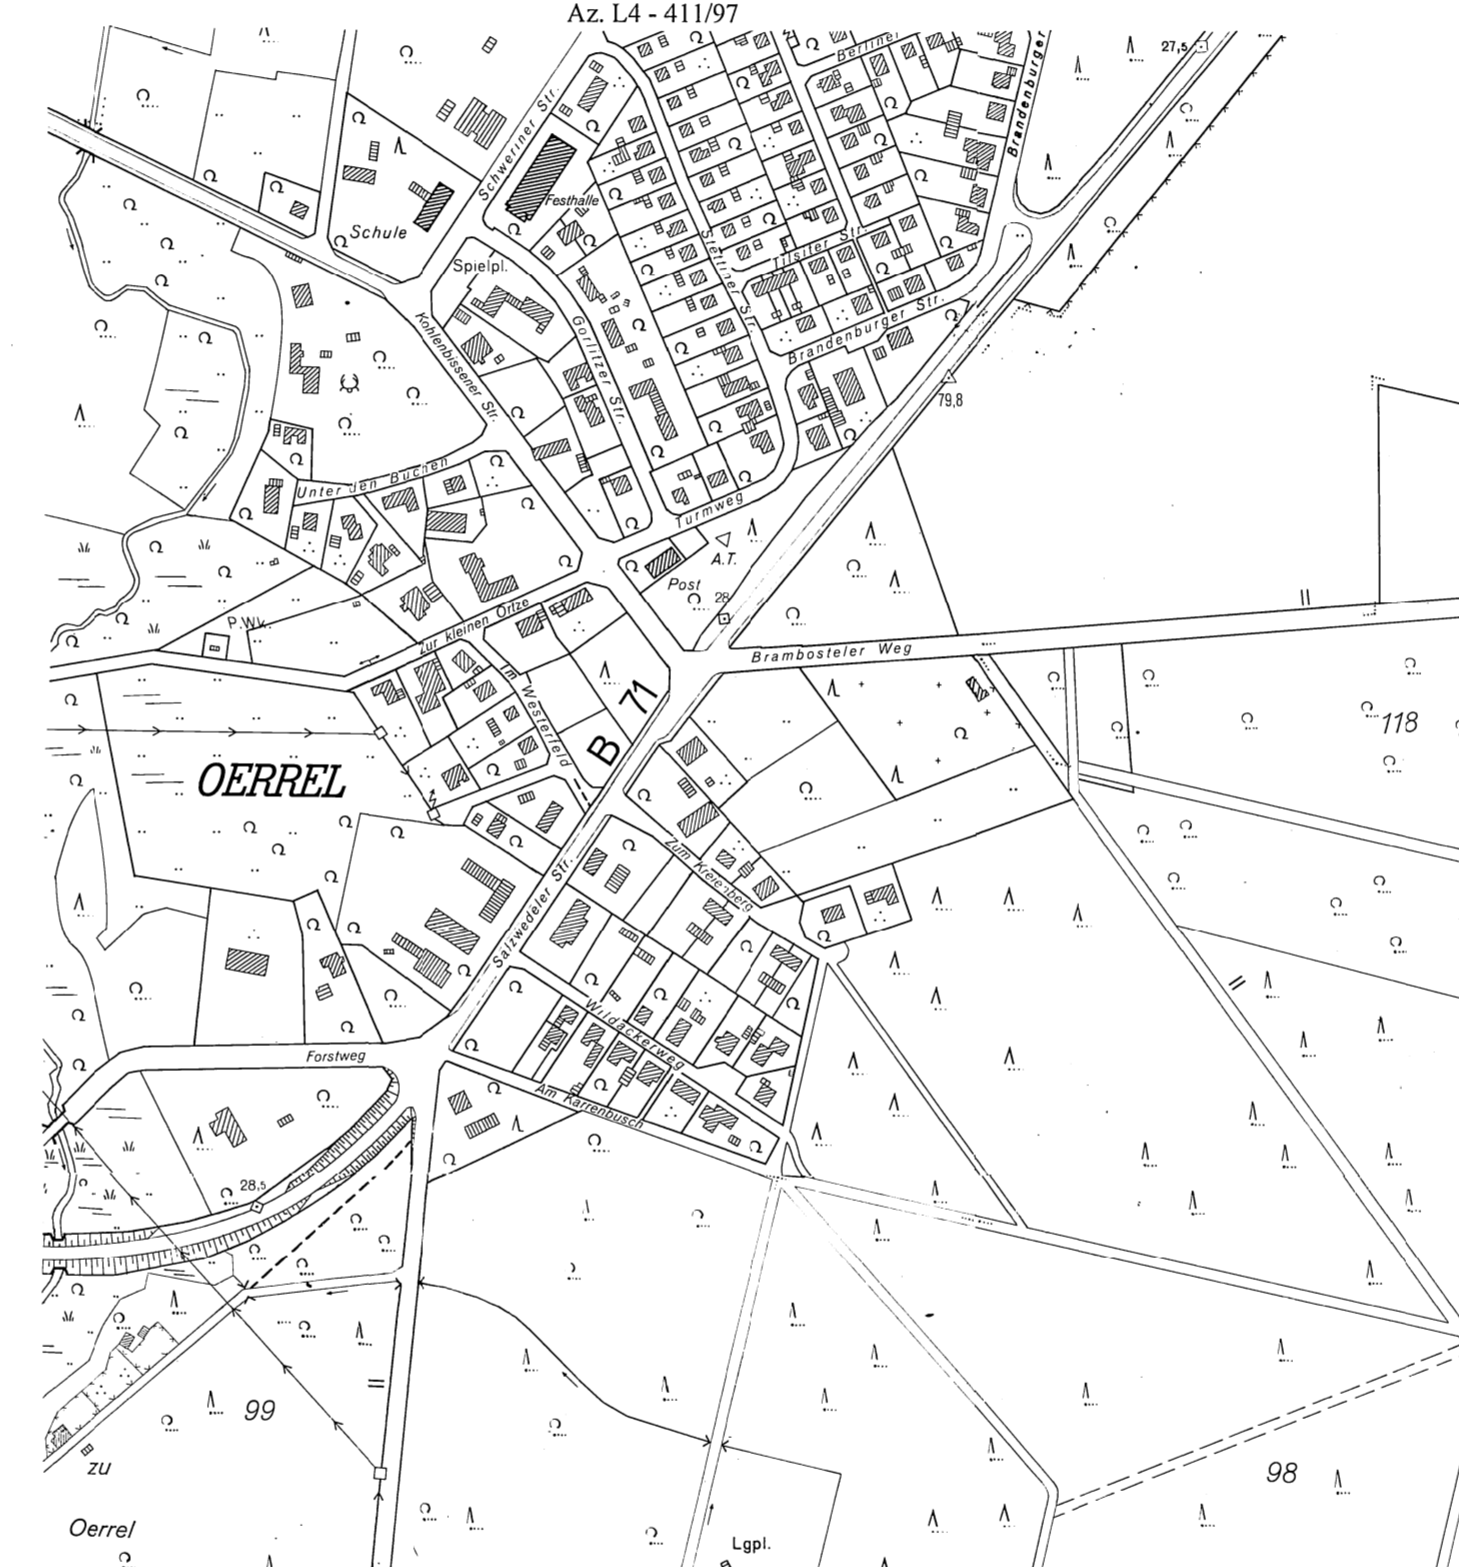 Az. L4 - 411/97
27,5
Berliner
Brandenburger
Schweriner Str.
Festhalle
Schule
Spielpl.
Stettiner Str.
Tilsiter Str.
Brandenburger Str.
Kohlenbissener Str.
Görlitzer Str.
79,8
Unter den Buchen
Turmweg
A.T.
Post
28
P.Wk.
Zur kleinen Örtze
Brambosteler Weg
Im Westerfeld
B 71
118
OERREL
Zum Kreienberg
Salzwedeler Str.
Wildackerweg
Forstweg
Am Karrenbusch
28,5
99
98
zu
Oerrel
Lgpl.